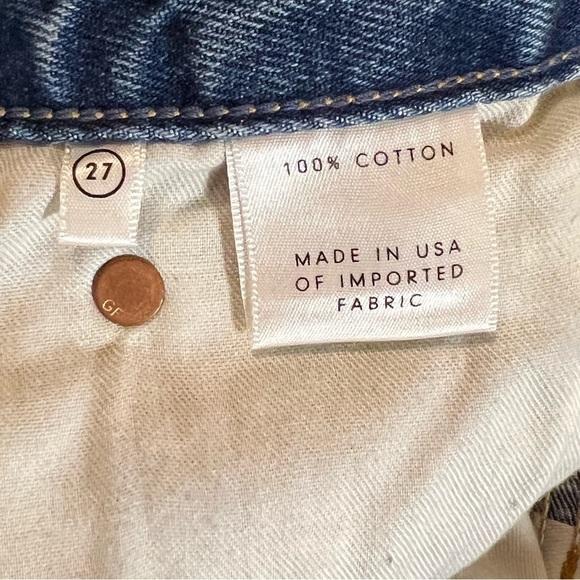 27
100% COTTON
MADE IN USA
OF IMPORTED
FABRIC
GF